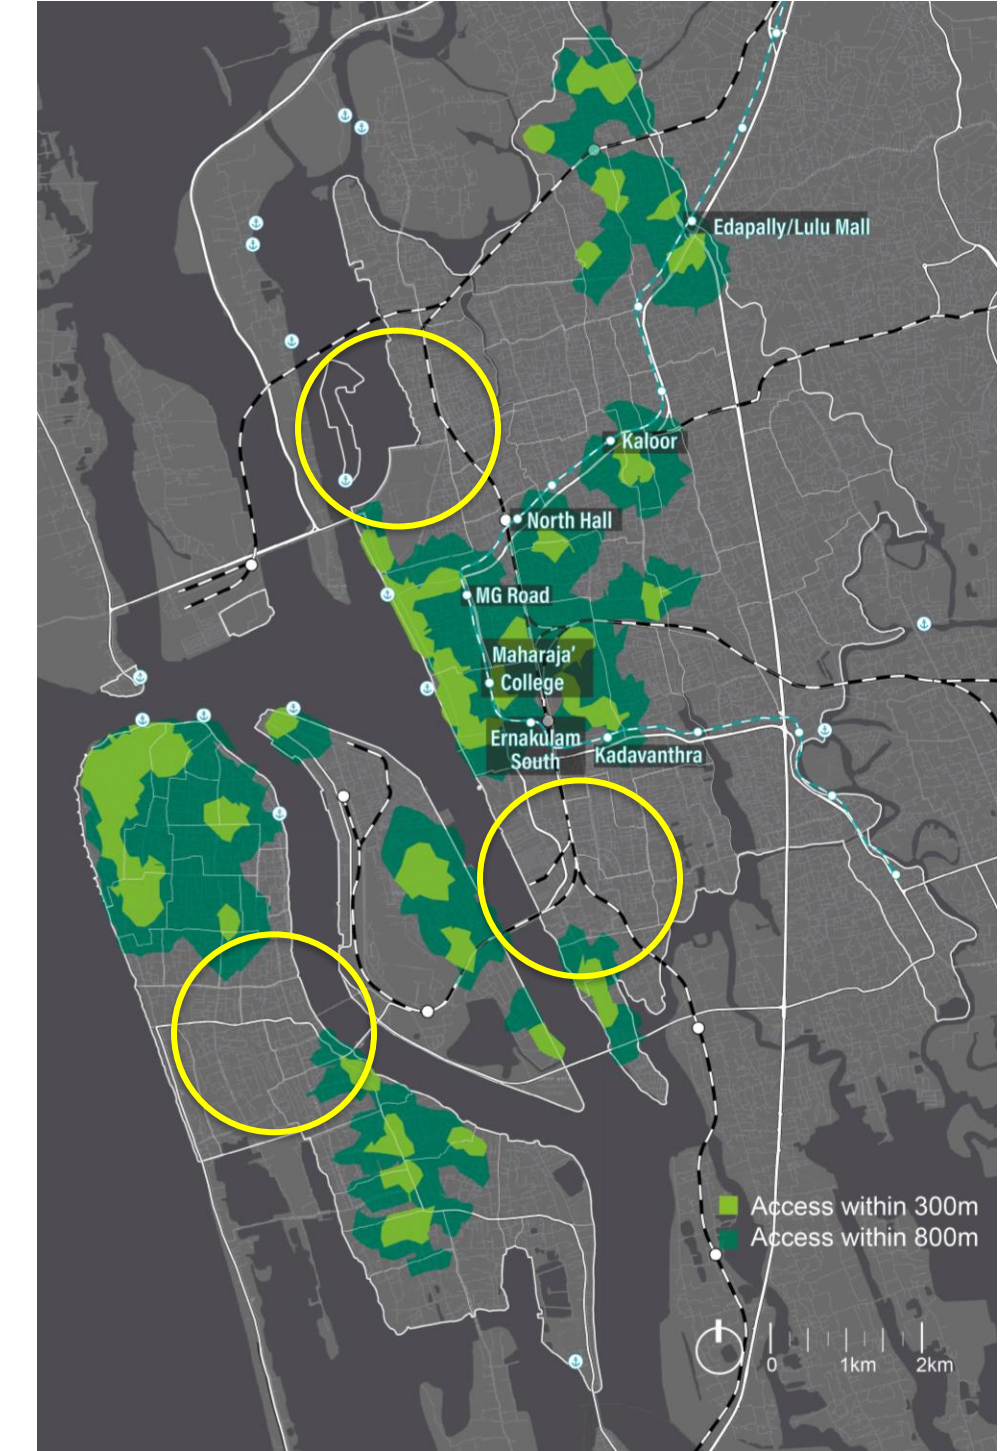 Edapally/Lulu Mall
Kaloor
North Hall
MG Road
Maharaja'
College
Ernakulam
South
Kadavanthra
Access within 300m
Access within 800m
0 1km 2km